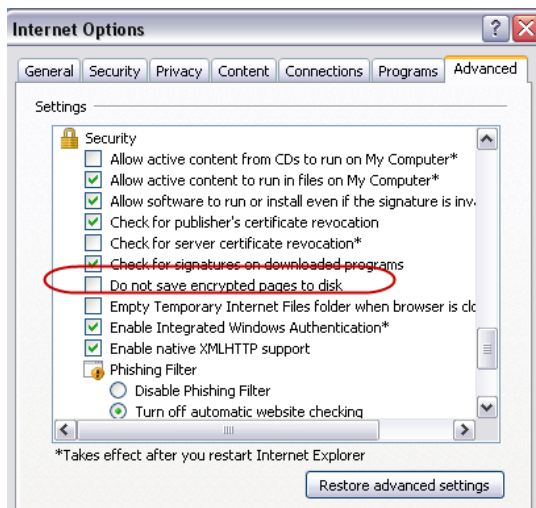 Internet Options
General Security Privacy Content Connections Programs Advanced
Settings
Security
Allow active content from CDs to run on My Computer*
Allow active content to run in files on My Computer*
Allow software to run or install even if the signature is inva
Check for publisher's certificate revocation
Check for server certificate revocation*
Check for signatures on downloaded programs
Do not save encrypted pages to disk
Empty Temporary Internet Files folder when browser is clo
Enable Integrated Windows Authentication*
Enable native XMLHTTP support
Phishing Filter
Disable Phishing Filter
Turn off automatic website checking
*Takes effect after you restart Internet Explorer
Restore advanced settings